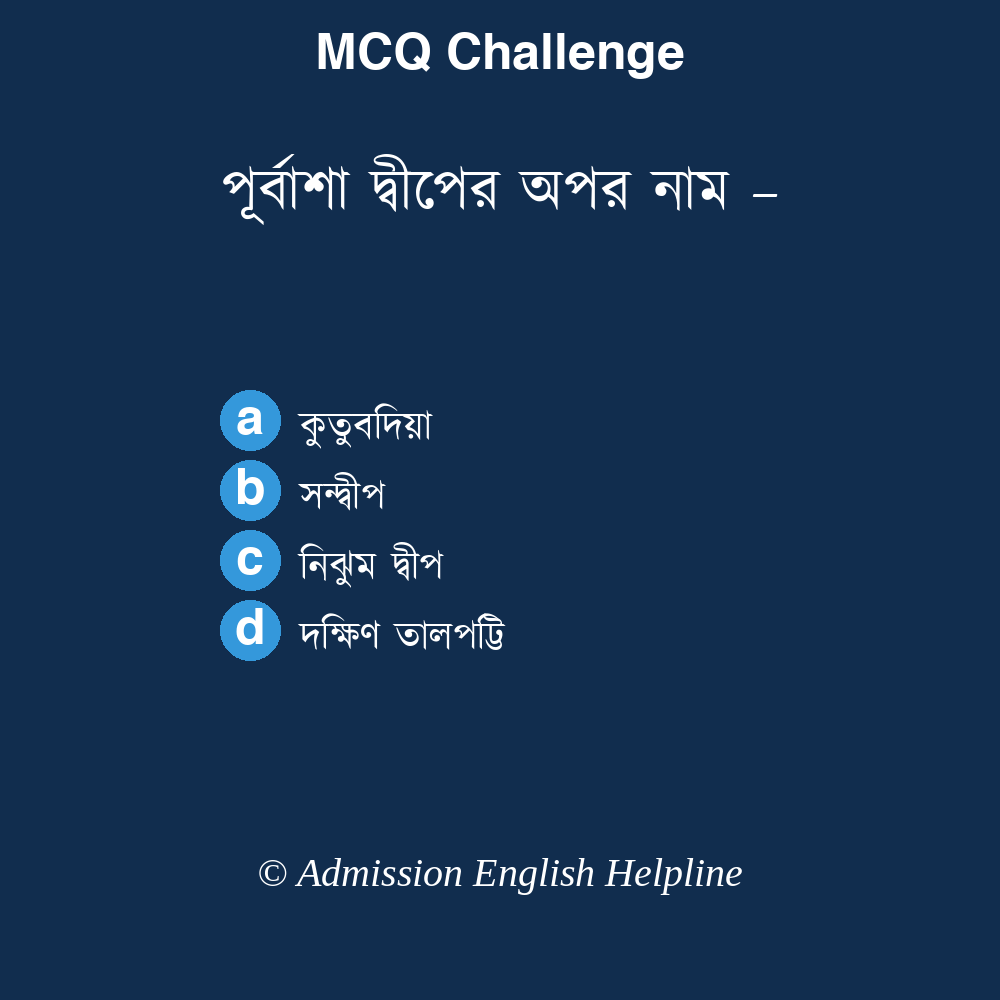 MCQ Challenge
পূর্বাশা দ্বীপের অপর নাম –
a কুতুবদিয়া
b সন্দ্বীপ
c নিঝুম দ্বীপ
d দক্ষিণ তালপট্টি
© Admission English Helpline